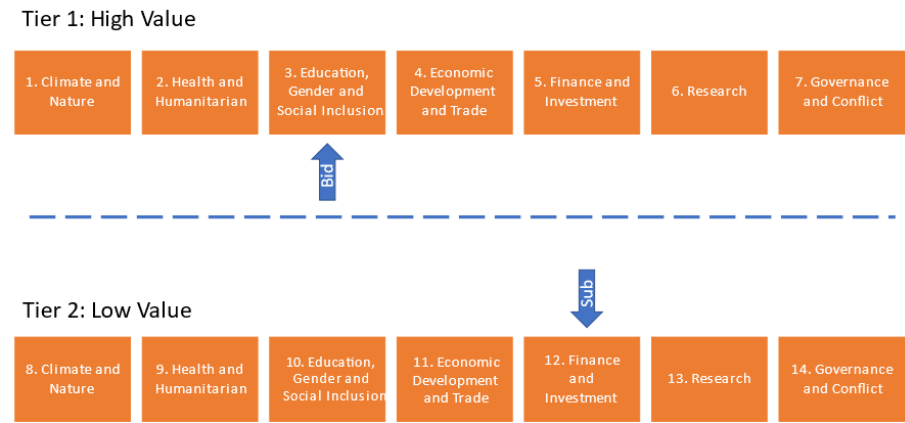 Tier 1: High Value
1. Climate and
Nature
2. Health and
Humanitarian
3. Education,
Gender and
Social Inclusion
4. Economic
Development
and Trade
5. Finance and
Investment
6. Research
7. Governance
and Conflict
Bid
Sub
Tier 2: Low Value
8. Climate and
Nature
9. Health and
Humanitarian
10. Education,
Gender and
Social Inclusion
11. Economic
Development
and Trade
12. Finance
and
Investment
13. Research
14. Governance
and Conflict